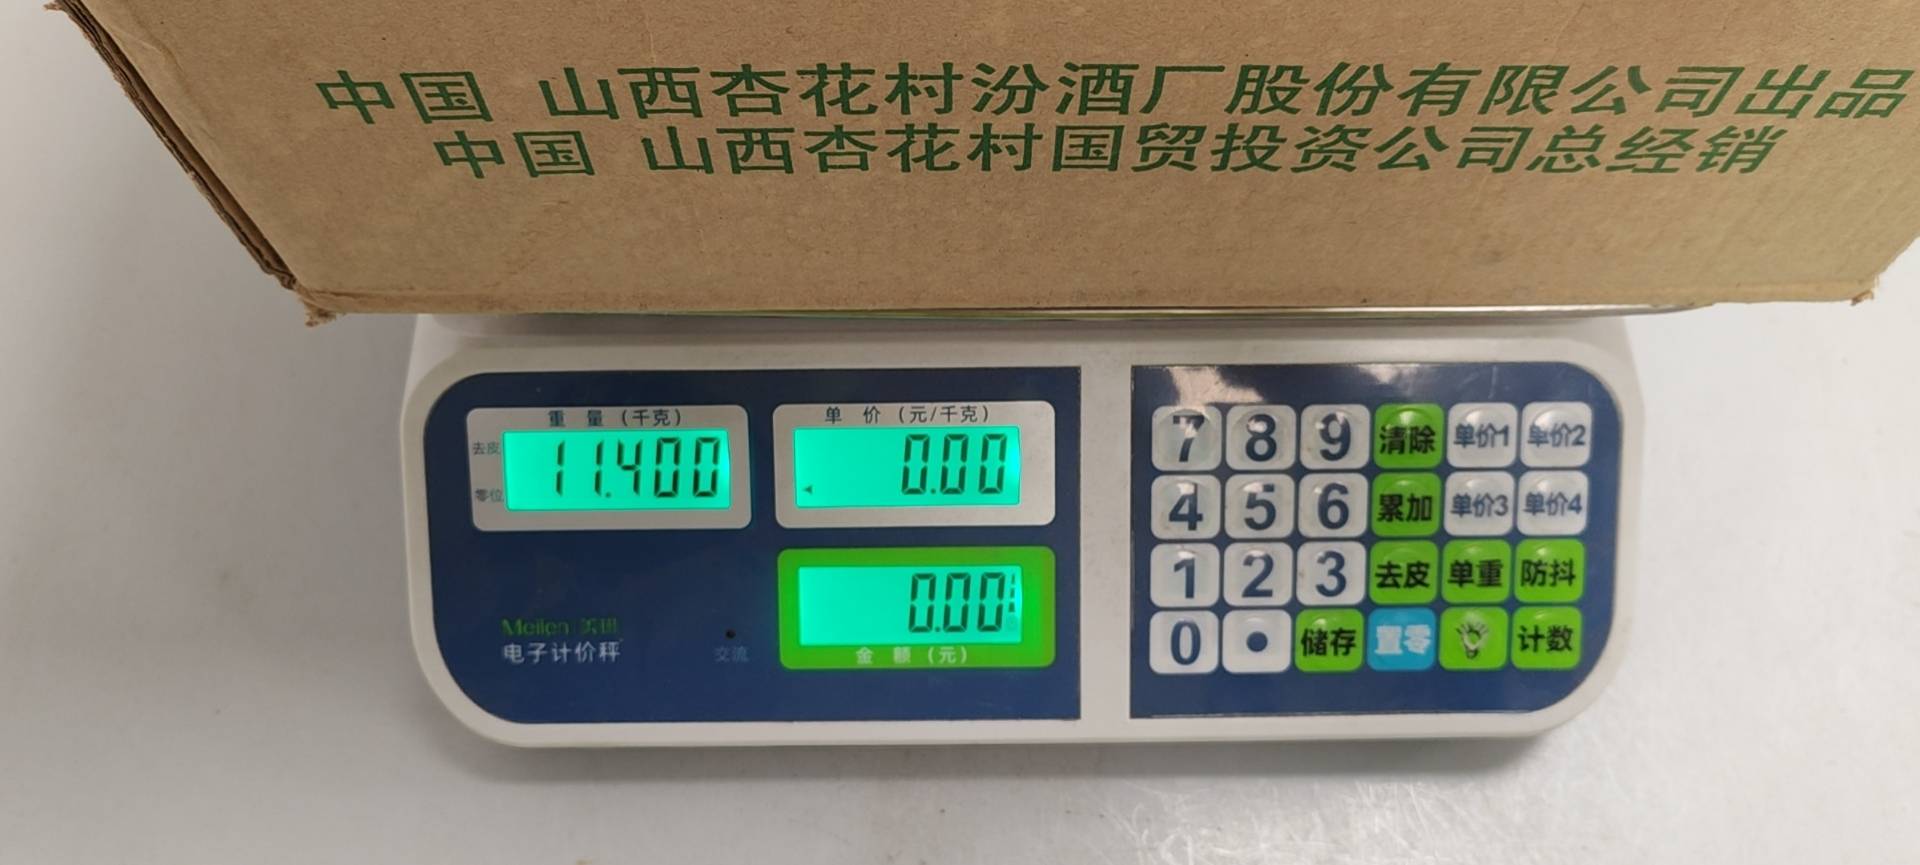 中国 山西杏花村汾酒厂股份有限公司出品
中国 山西杏花村国贸投资公司总经销
重 量 (千克)
单 价 (元/千克)
去皮
零位
11.400
0.00
0.00
金 额 (元)
Meilen
电子计价秤
交流
7 8 9 清除 单价1 单价2
4 5 6 累加 单价3 单价4
1 2 3 去皮 单重 防抖
0 • 储存 置零 计数